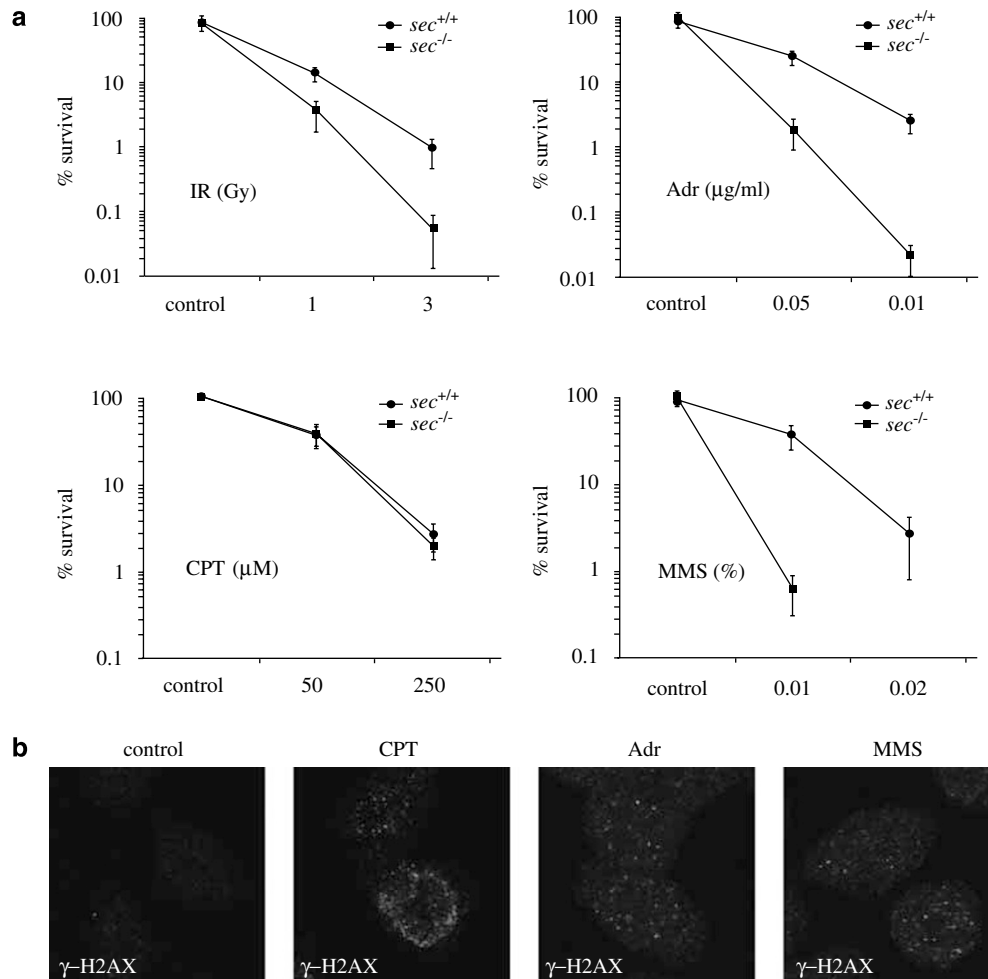 a
100
10
1
0.1
0.01
% survival
sec+/+
sec-/-
IR (Gy)
control 1 3
100
10
1
0.1
0.01
% survival
sec+/+
sec-/-
Adr (µg/ml)
control 0.05 0.01
100
10
1
0.1
% survival
sec+/+
sec-/-
CPT (µM)
control 50 250
100
10
1
0.1
% survival
sec+/+
sec-/-
MMS (%)
control 0.01 0.02
b
control CPT Adr MMS
γ–H2AX γ–H2AX γ–H2AX γ–H2AX